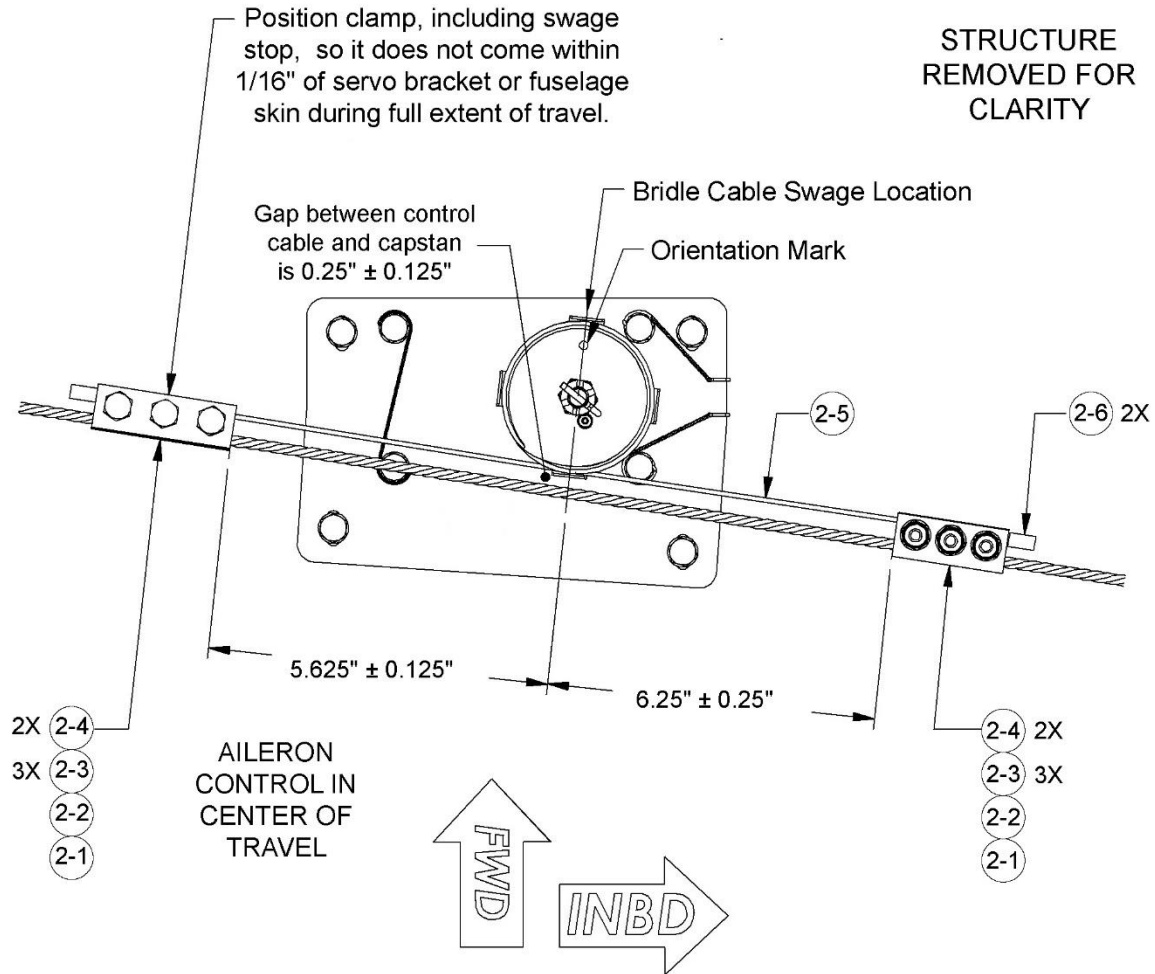 Position clamp, including swage
stop, so it does not come within
1/16" of servo bracket or fuselage
skin during full extent of travel.
STRUCTURE
REMOVED FOR
CLARITY
Bridle Cable Swage Location
Gap between control
cable and capstan
is 0.25" ± 0.125"
Orientation Mark
2-5
2-6 2X
5.625" ± 0.125"
6.25" ± 0.25"
2X 2-4
3X 2-3
2-2
2-1
AILERON
CONTROL IN
CENTER OF
TRAVEL
2-4 2X
2-3 3X
2-2
2-1
FWD
INBD